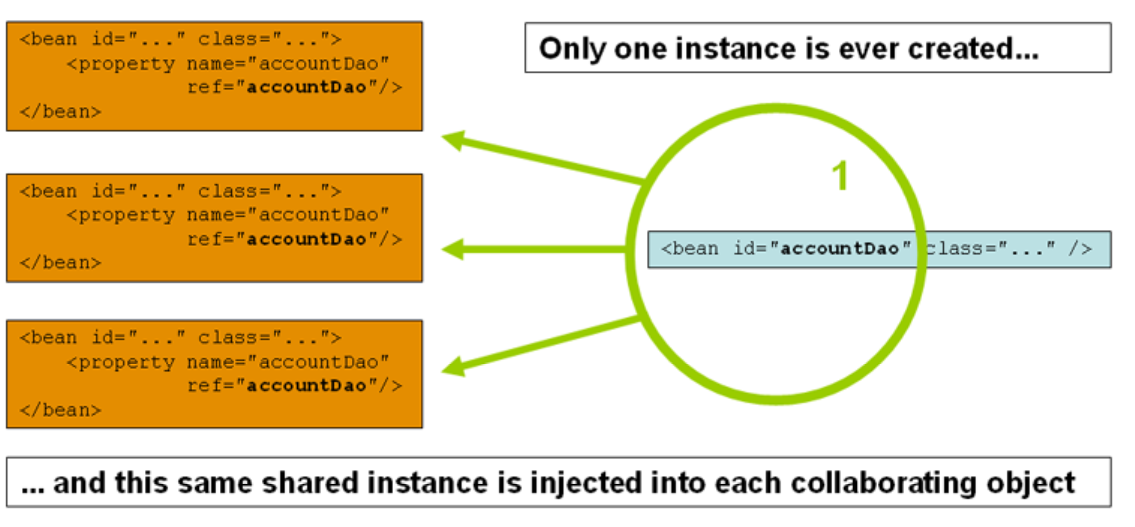 <bean id="..." class="...">
    <property name="accountDao"
              ref="accountDao"/>
</bean>
Only one instance is ever created...
1
<bean id="..." class="...">
    <property name="accountDao"
              ref="accountDao"/>
</bean>
<bean id="accountDao" class="..." />
<bean id="..." class="...">
    <property name="accountDao"
              ref="accountDao"/>
</bean>
... and this same shared instance is injected into each collaborating object